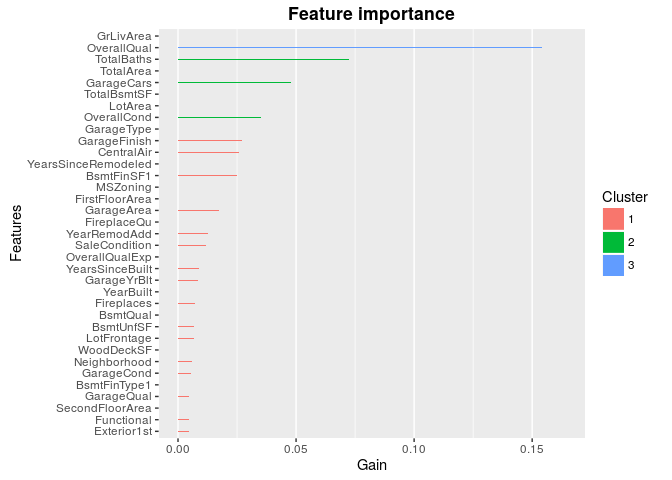 Feature importance
GrLivArea
OverallQual
TotalBaths
TotalArea
GarageCars
TotalBsmtSF
LotArea
OverallCond
GarageType
GarageFinish
CentralAir
YearsSinceRemodeled
BsmtFinSF1
MSZoning
FirstFloorArea
GarageArea
FireplaceQu
YearRemodAdd
SaleCondition
OverallQualExp
YearsSinceBuilt
GarageYrBlt
YearBuilt
Fireplaces
BsmtQual
BsmtUnfSF
LotFrontage
WoodDeckSF
Neighborhood
GarageCond
BsmtFinType1
GarageQual
SecondFloorArea
Functional
Exterior1st
Features
0.00 0.05 0.10 0.15
Gain
Cluster
1
2
3